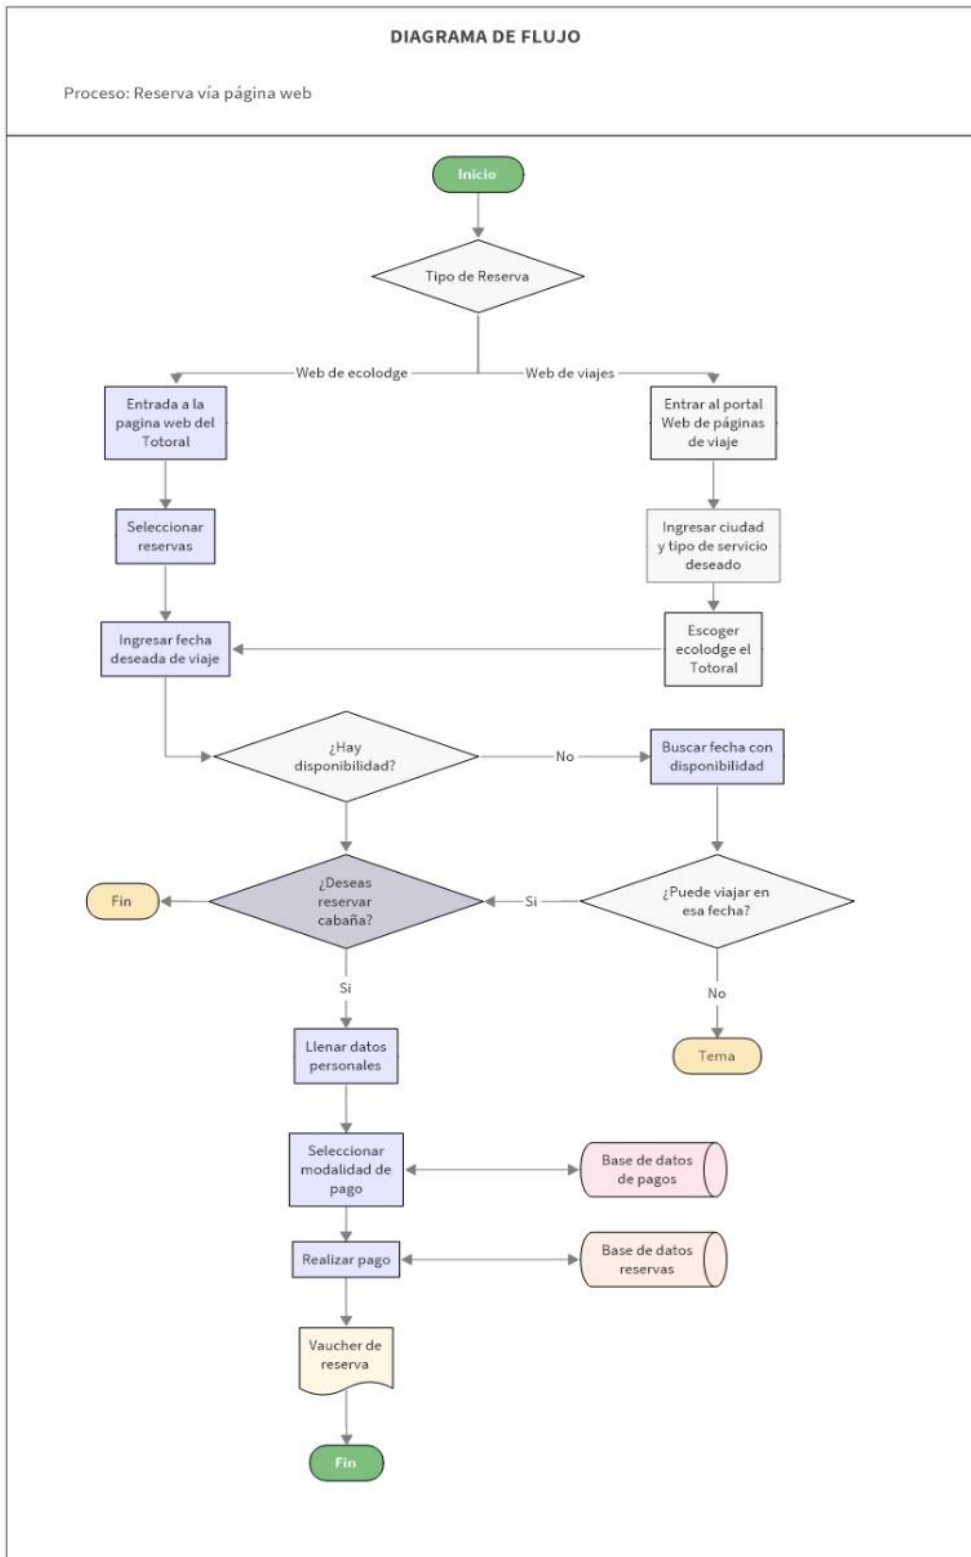 DIAGRAMA DE FLUJO
Proceso: Reserva vía página web
Inicio
Tipo de Reserva
Web de ecolodge
Web de viajes
Entrada a la
pagina web del
Totoral
Entrar al portal
Web de páginas
de viaje
Seleccionar
reservas
Ingresar ciudad
y tipo de servicio
deseado
Ingresar fecha
deseada de viaje
Escoger
ecolodge el
Totoral
¿Hay
disponibilidad?
No
Buscar fecha con
disponibilidad
Fin
¿Deseas
reservar
cabaña?
Si
¿Puede viajar en
esa fecha?
Si
No
Llenar datos
personales
Tema
Seleccionar
modalidad de
pago
Base de datos
de pagos
Realizar pago
Base de datos
reservas
Vaucher de
reserva
Fin